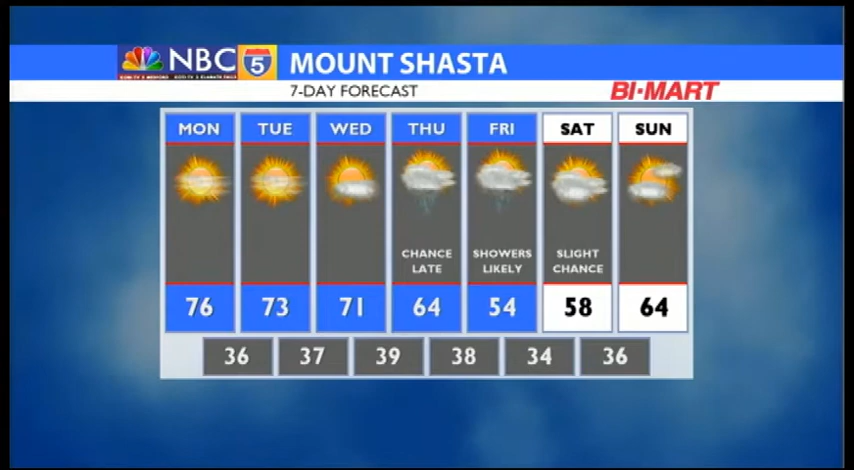 NBC 5 MOUNT SHASTA
7-DAY FORECAST BI-MART
MON TUE WED THU FRI SAT SUN
CHANCE LATE
SHOWERS LIKELY
SLIGHT CHANCE
76 73 71 64 54 58 64
36 37 39 38 34 36